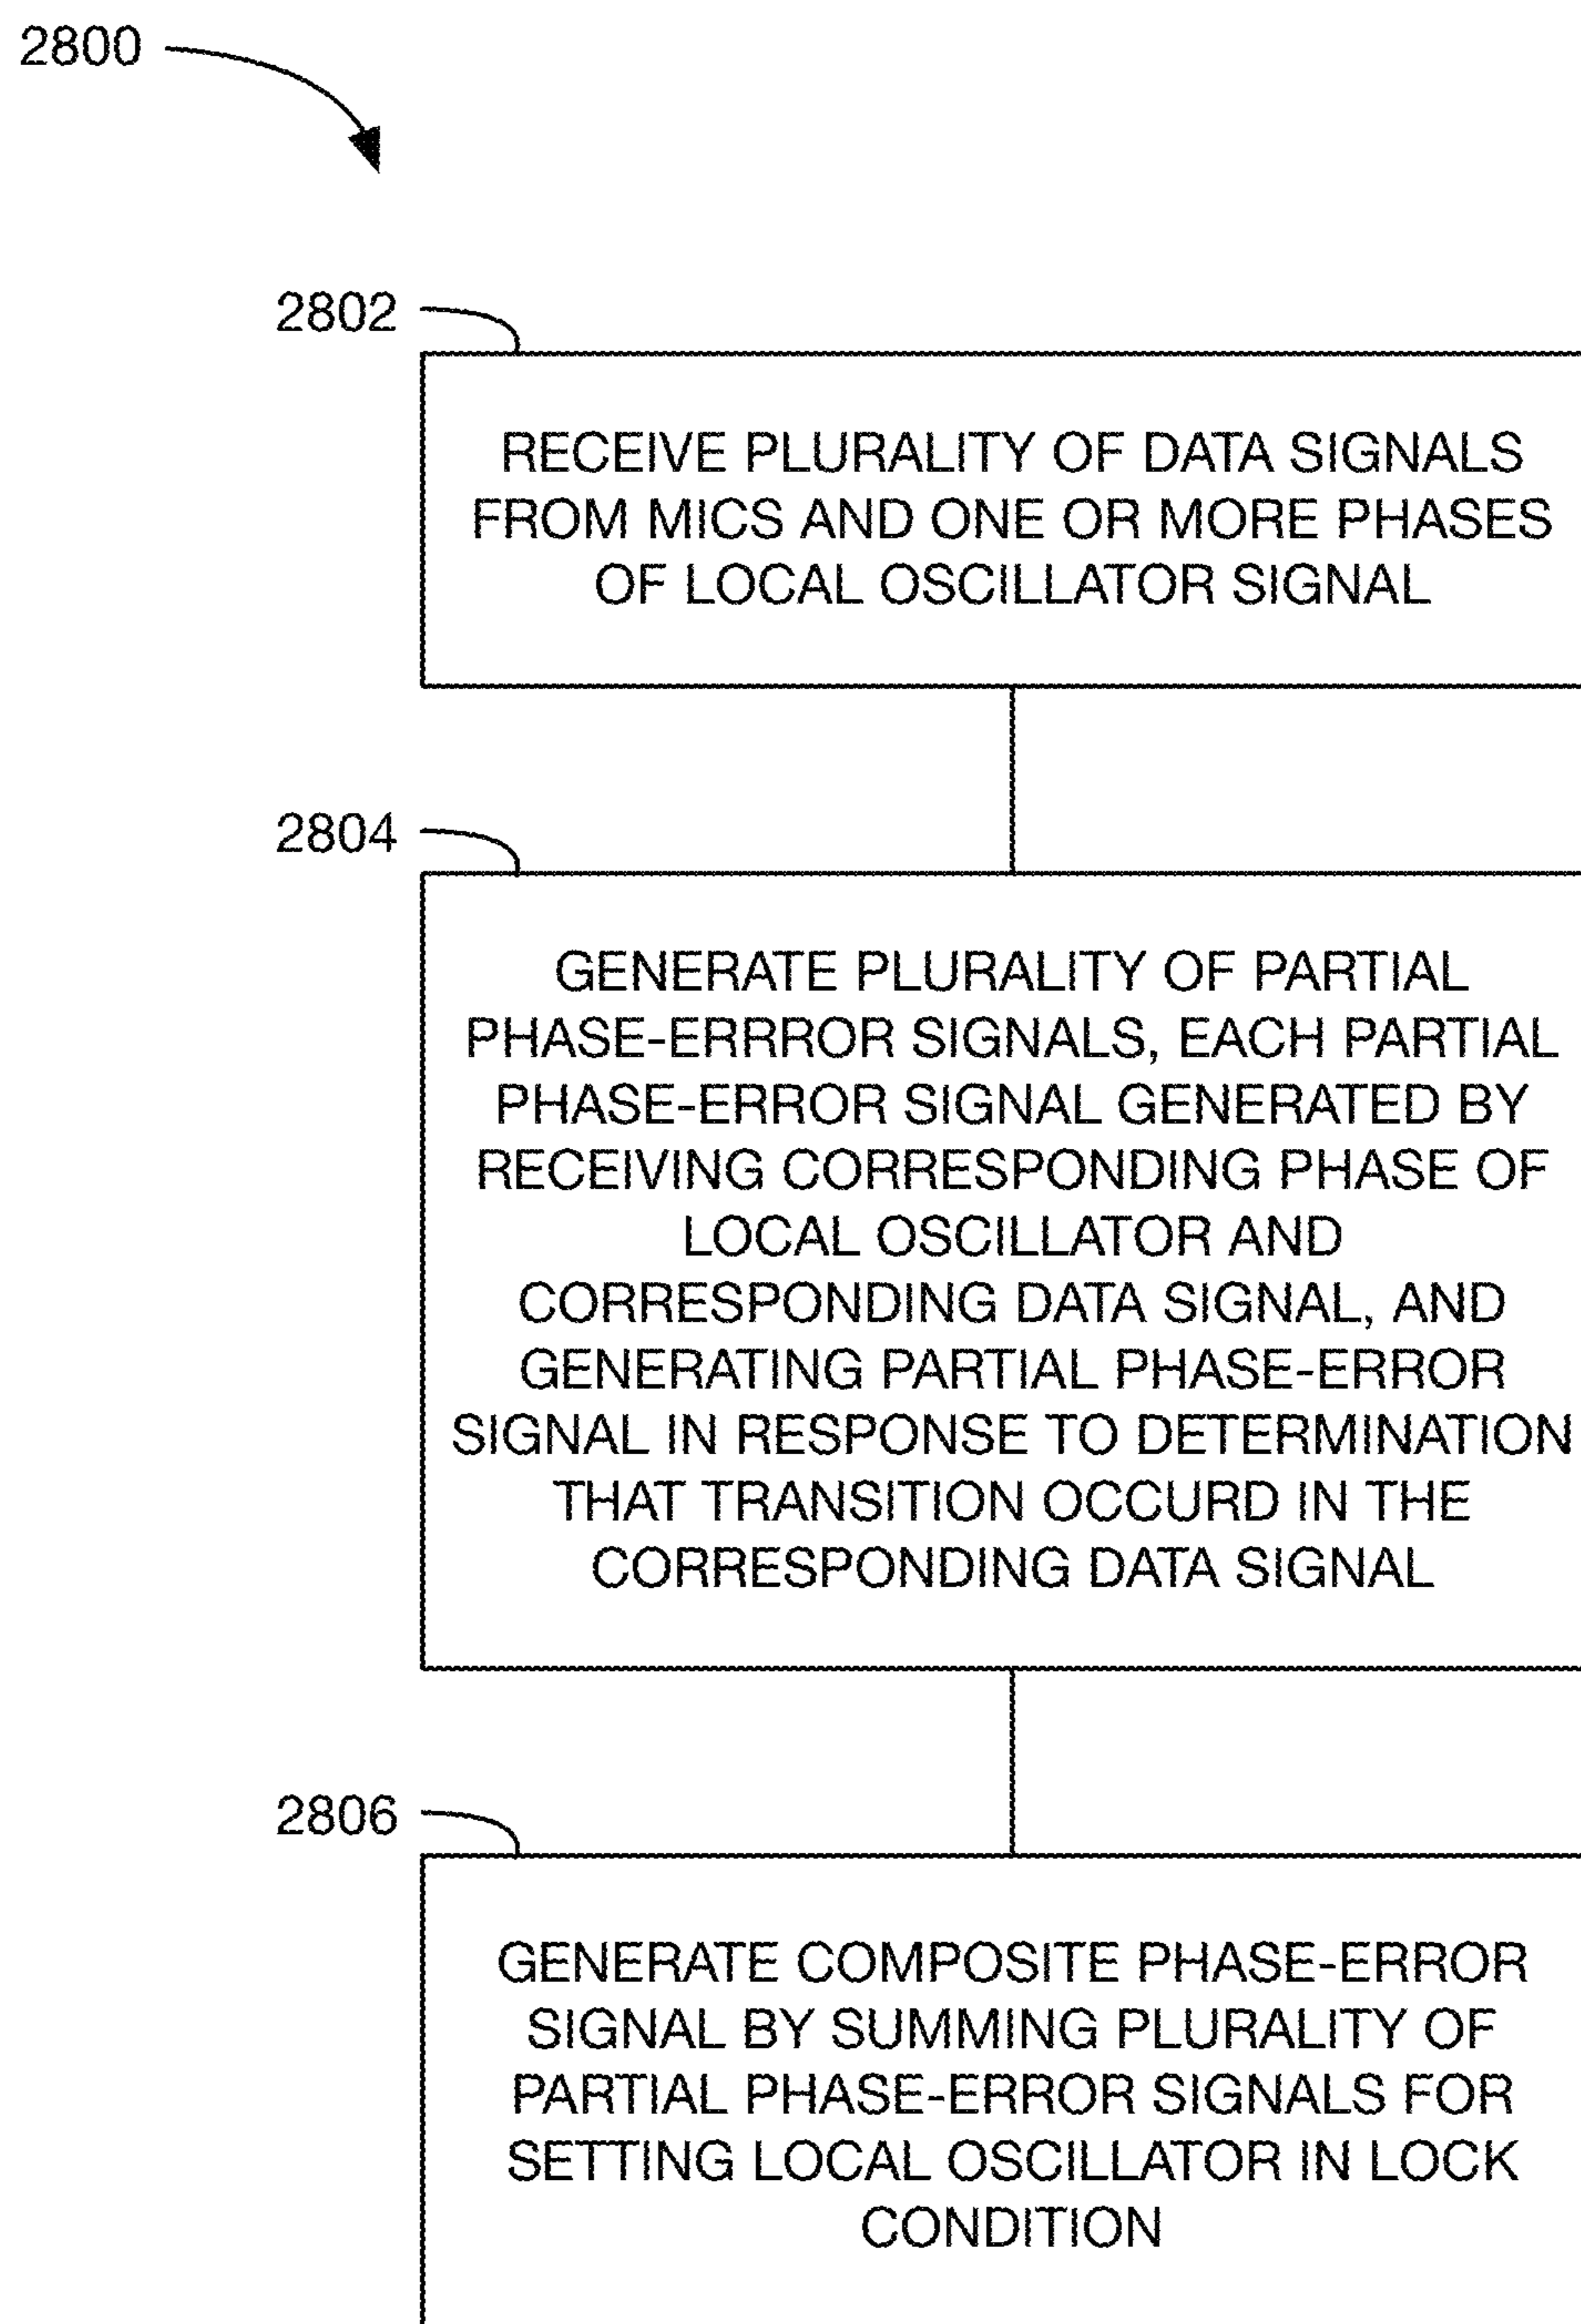 2800
2802
RECEIVE PLURALITY OF DATA SIGNALS
FROM MICS AND ONE OR MORE PHASES
OF LOCAL OSCILLATOR SIGNAL
2804
GENERATE PLURALITY OF PARTIAL
PHASE-ERRROR SIGNALS, EACH PARTIAL
PHASE-ERROR SIGNAL GENERATED BY
RECEIVING CORRESPONDING PHASE OF
LOCAL OSCILLATOR AND
CORRESPONDING DATA SIGNAL, AND
GENERATING PARTIAL PHASE-ERROR
SIGNAL IN RESPONSE TO DETERMINATION
THAT TRANSITION OCCURD IN THE
CORRESPONDING DATA SIGNAL
2806
GENERATE COMPOSITE PHASE-ERROR
SIGNAL BY SUMMING PLURALITY OF
PARTIAL PHASE-ERROR SIGNALS FOR
SETTING LOCAL OSCILLATOR IN LOCK
CONDITION